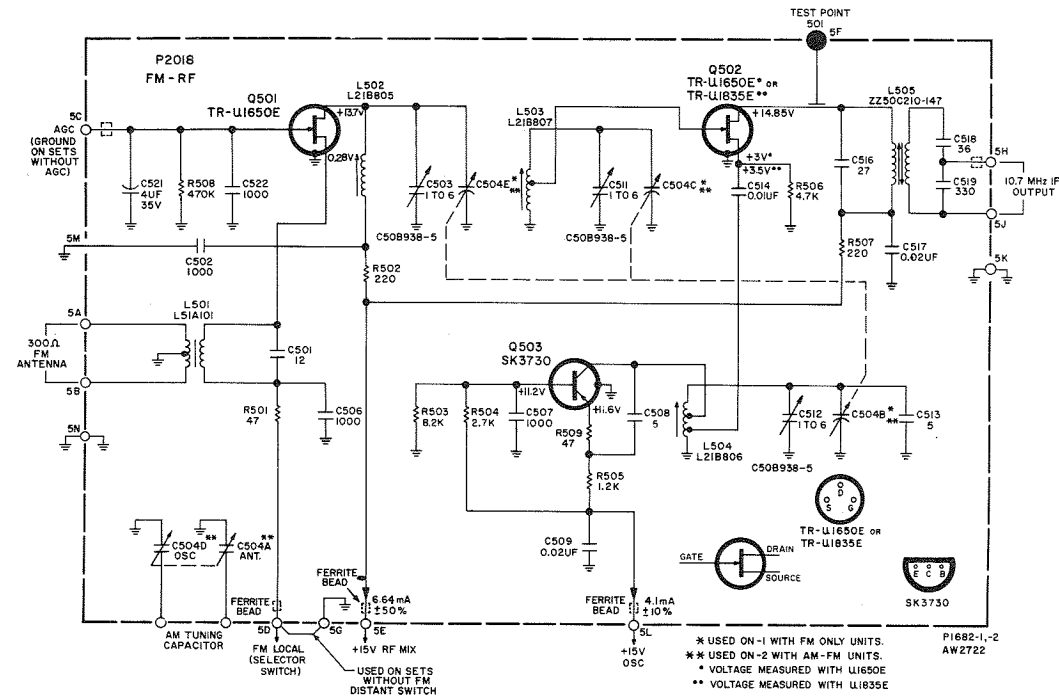 TEST POINT
501
5F
P2018
FM-RF
Q501
TR-U1650E
L502
L21B805
+13.7V
0.28V
L503
L21B807
Q502
TR-U1650E* OR
TR-U1835E**
+14.85V
L505
ZZ50C210-147
5C
AGC
(GROUND
ON SETS
WITHOUT
AGC)
C521
4UF
35V
R508
470K
C522
1000
C503
1 TO 6
C504E
*
**
C50B938-5
C511
1 TO 6
C504C
*
**
C50B938-5
+3V*
+3.5V**
C514
0.01UF
R506
4.7K
C516
27
C518
36
C519
330
5H
10.7 MHz IF
OUTPUT
5J
5M
C502
1000
R502
220
R507
220
C517
0.02UF
5K
5A
L501
L51A101
300Ω
FM
ANTENNA
5B
C501
12
R501
47
C506
1000
5N
Q503
SK3730
+11.2V
+11.6V
R503
8.2K
R504
2.7K
C507
1000
R509
47
C508
5
R505
1.2K
L504
L21B806
C512
1 TO 6
C504B
*
**
C513
5
C50B938-5
C509
0.02UF
D
S G
TR-U1650E OR
TR-U1835E
GATE
DRAIN
SOURCE
E C B
SK3730
C504D
OSC
**
C504A
ANT.
**
FERRITE
BEAD
FERRITE
BEAD
6.64mA
±50%
FERRITE
BEAD
4.1mA
±10%
AM TUNING
CAPACITOR
5D
5G
5E
5L
FM LOCAL
(SELECTOR
SWITCH)
+15V RF MIX
USED ON SETS
WITHOUT FM
DISTANT SWITCH
+15V
OSC
* USED ON -1 WITH FM ONLY UNITS.
** USED ON -2 WITH AM-FM UNITS.
* VOLTAGE MEASURED WITH U1650E
** VOLTAGE MEASURED WITH U1835E
P1682-1,-2
AW2722